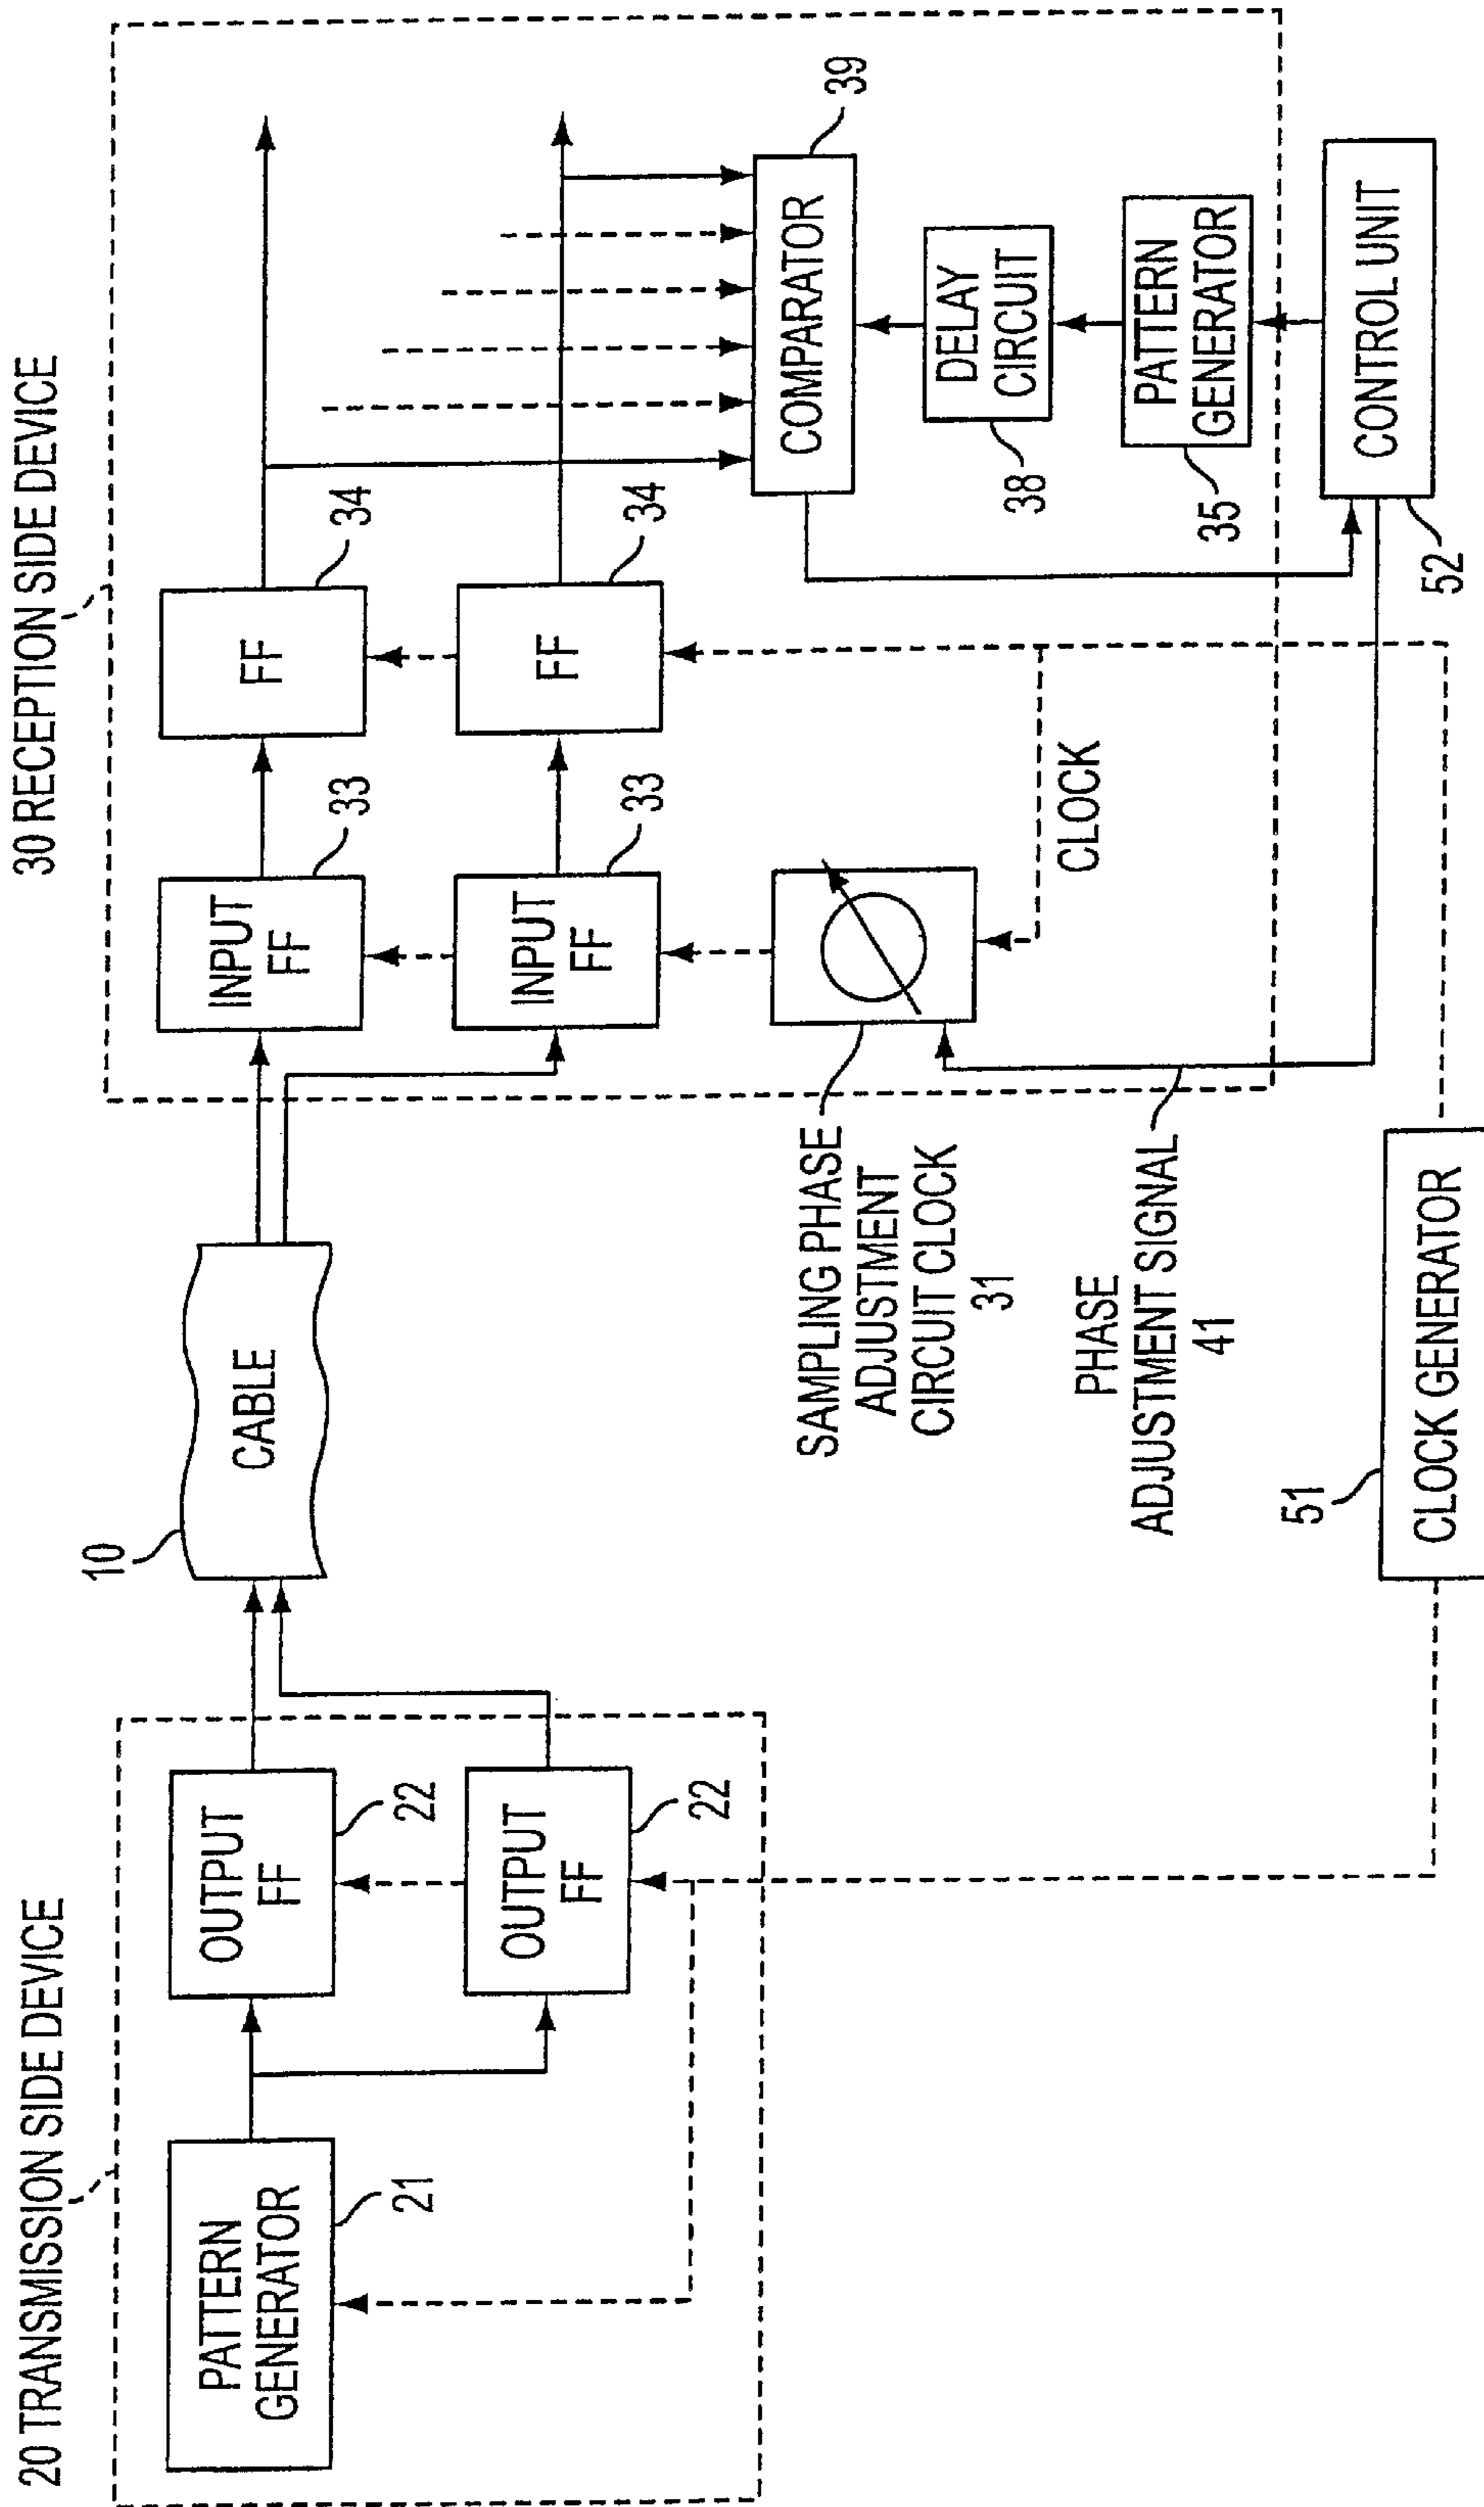 20 TRANSMISSION SIDE DEVICE
PATTERN
GENERATOR
21
OUTPUT
FF
22
OUTPUT
FF
22
10
CABLE
30 RECEPTION SIDE DEVICE
INPUT
FF
33
INPUT
FF
33
FF
34
FF
34
SAMPLING PHASE
ADJUSTMENT
CIRCUIT CLOCK
31
PHASE
ADJUSTMENT SIGNAL
41
CLOCK
COMPARATOR
39
DELAY
CIRCUIT
38
PATTERN
GENERATOR
35
CONTROL UNIT
52
51
CLOCK GENERATOR